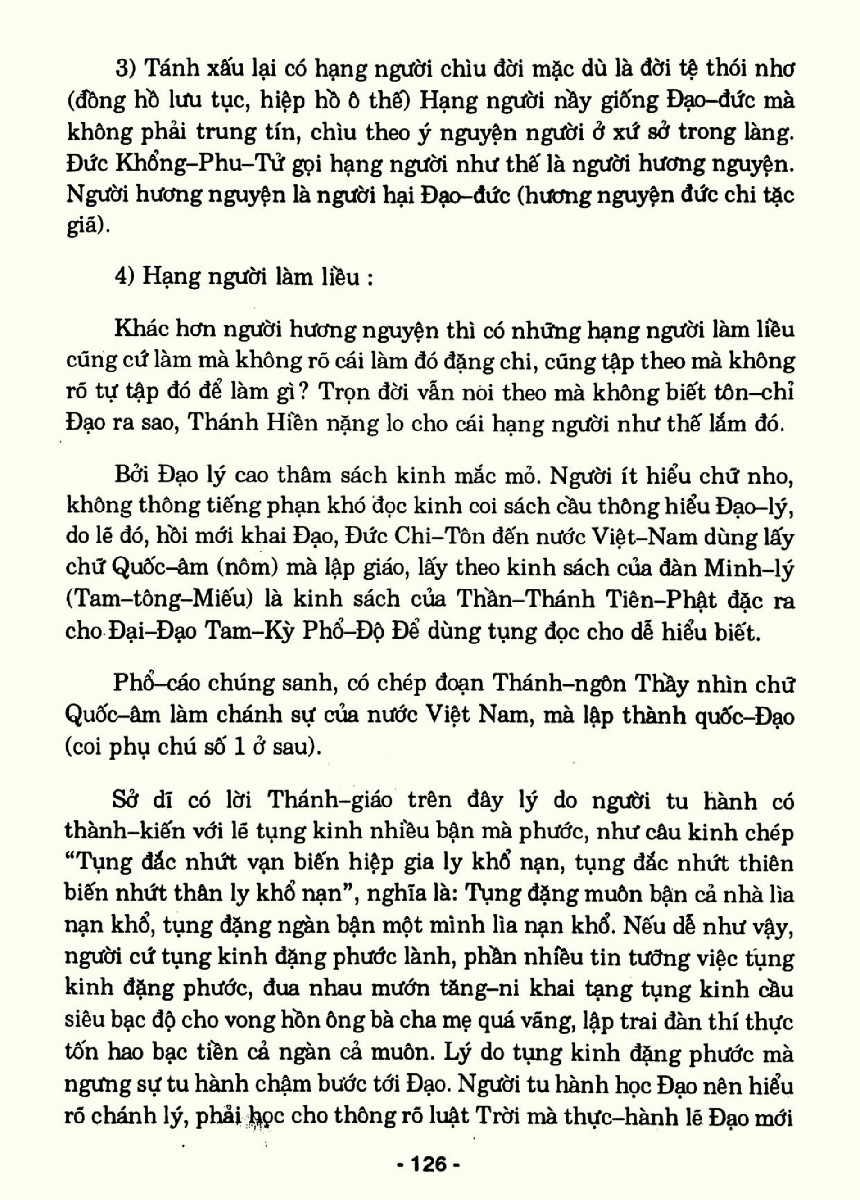 3) Tánh xấu lại có hạng người chìu đời mặc dù là đời tệ thói nhơ
(đồng hồ lưu tục, hiệp hồ ô thế) Hạng người nầy giống Đạo–đức mà
không phải trung tín, chìu theo ý nguyện người ở xứ sở trong làng.
Đức Khổng–Phu–Tử gọi hạng người như thế là người hương nguyện.
Người hương nguyện là người hại Đạo–đức (hương nguyện đức chi tặc
giã).
4) Hạng người làm liều :
Khác hơn người hương nguyện thì có những hạng người làm liều
cũng cứ làm mà không rõ cái làm đó đặng chi, cũng tập theo mà không
rõ tự tập đó để làm gì? Trọn đời vẫn noi theo mà không biết tôn–chỉ
Đạo ra sao, Thánh Hiền nặng lo cho cái hạng người như thế lắm đó.
Bởi Đạo lý cao thâm sách kinh mắc mỏ. Người ít hiểu chữ nho,
không thông tiếng phạn khó đọc kinh coi sách cầu thông hiểu Đạo–lý,
do lẽ đó, hồi mới khai Đạo, Đức Chi–Tôn đến nước Việt–Nam dùng lấy
chữ Quốc–âm (nôm) mà lập giáo, lấy theo kinh sách của đàn Minh–lý
(Tam–tông–Miếu) là kinh sách của Thần–Thánh Tiên–Phật đặc ra
cho Đại–Đạo Tam–Kỳ Phổ–Độ Để dùng tụng đọc cho dễ hiểu biết.
Phổ–cáo chúng sanh, có chép đoạn Thánh–ngôn Thầy nhìn chữ
Quốc–âm làm chánh sự của nước Việt Nam, mà lập thành quốc–Đạo
(coi phụ chú số 1 ở sau).
Sở dĩ có lời Thánh–giáo trên đây lý do người tu hành có
thành–kiến với lẽ tụng kinh nhiều bận mà phước, như câu kinh chép
“Tụng đắc nhứt vạn biến hiệp gia ly khổ nạn, tụng đắc nhứt thiên
biến nhứt thân ly khổ nạn”, nghĩa là: Tụng đặng muôn bận cả nhà lìa
nạn khổ, tụng đặng ngàn bận một mình lìa nạn khổ. Nếu dễ như vậy,
người cứ tụng kinh đặng phước lành, phần nhiều tin tưỡng việc tụng
kinh đặng phước, đua nhau mướn tăng–ni khai tạng tụng kinh cầu
siêu bạc độ cho vong hồn ông bà cha mẹ quá vãng, lập trai đàn thí thực
tốn hao bạc tiền cả ngàn cả muôn. Lý do tụng kinh đặng phước mà
ngưng sự tu hành chậm bước tới Đạo. Người tu hành học Đạo nên hiểu
rõ chánh lý, phải học cho thông rõ luật Trời mà thực–hành lẽ Đạo mới
- 126 -